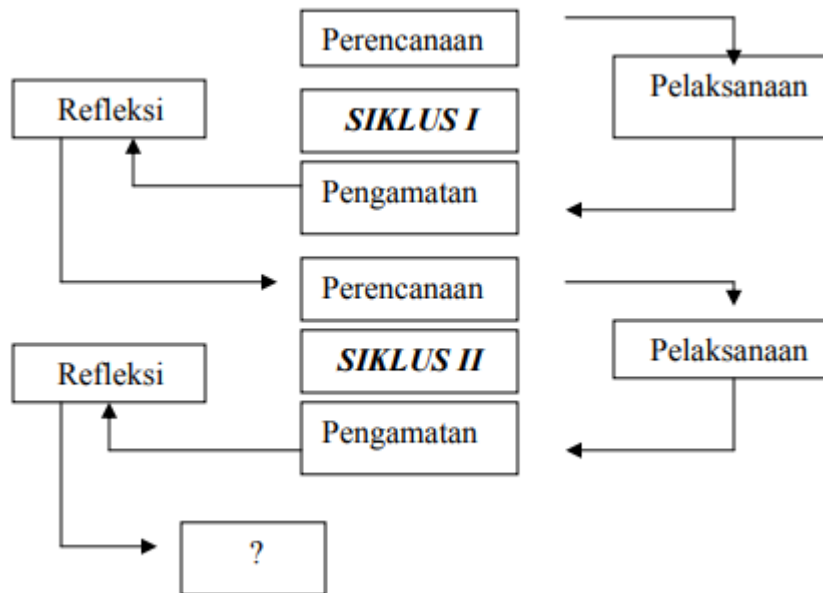 Perencanaan
Pelaksanaan
Refleksi
SIKLUS I
Pengamatan
Perencanaan
Pelaksanaan
Refleksi
SIKLUS II
Pengamatan
?